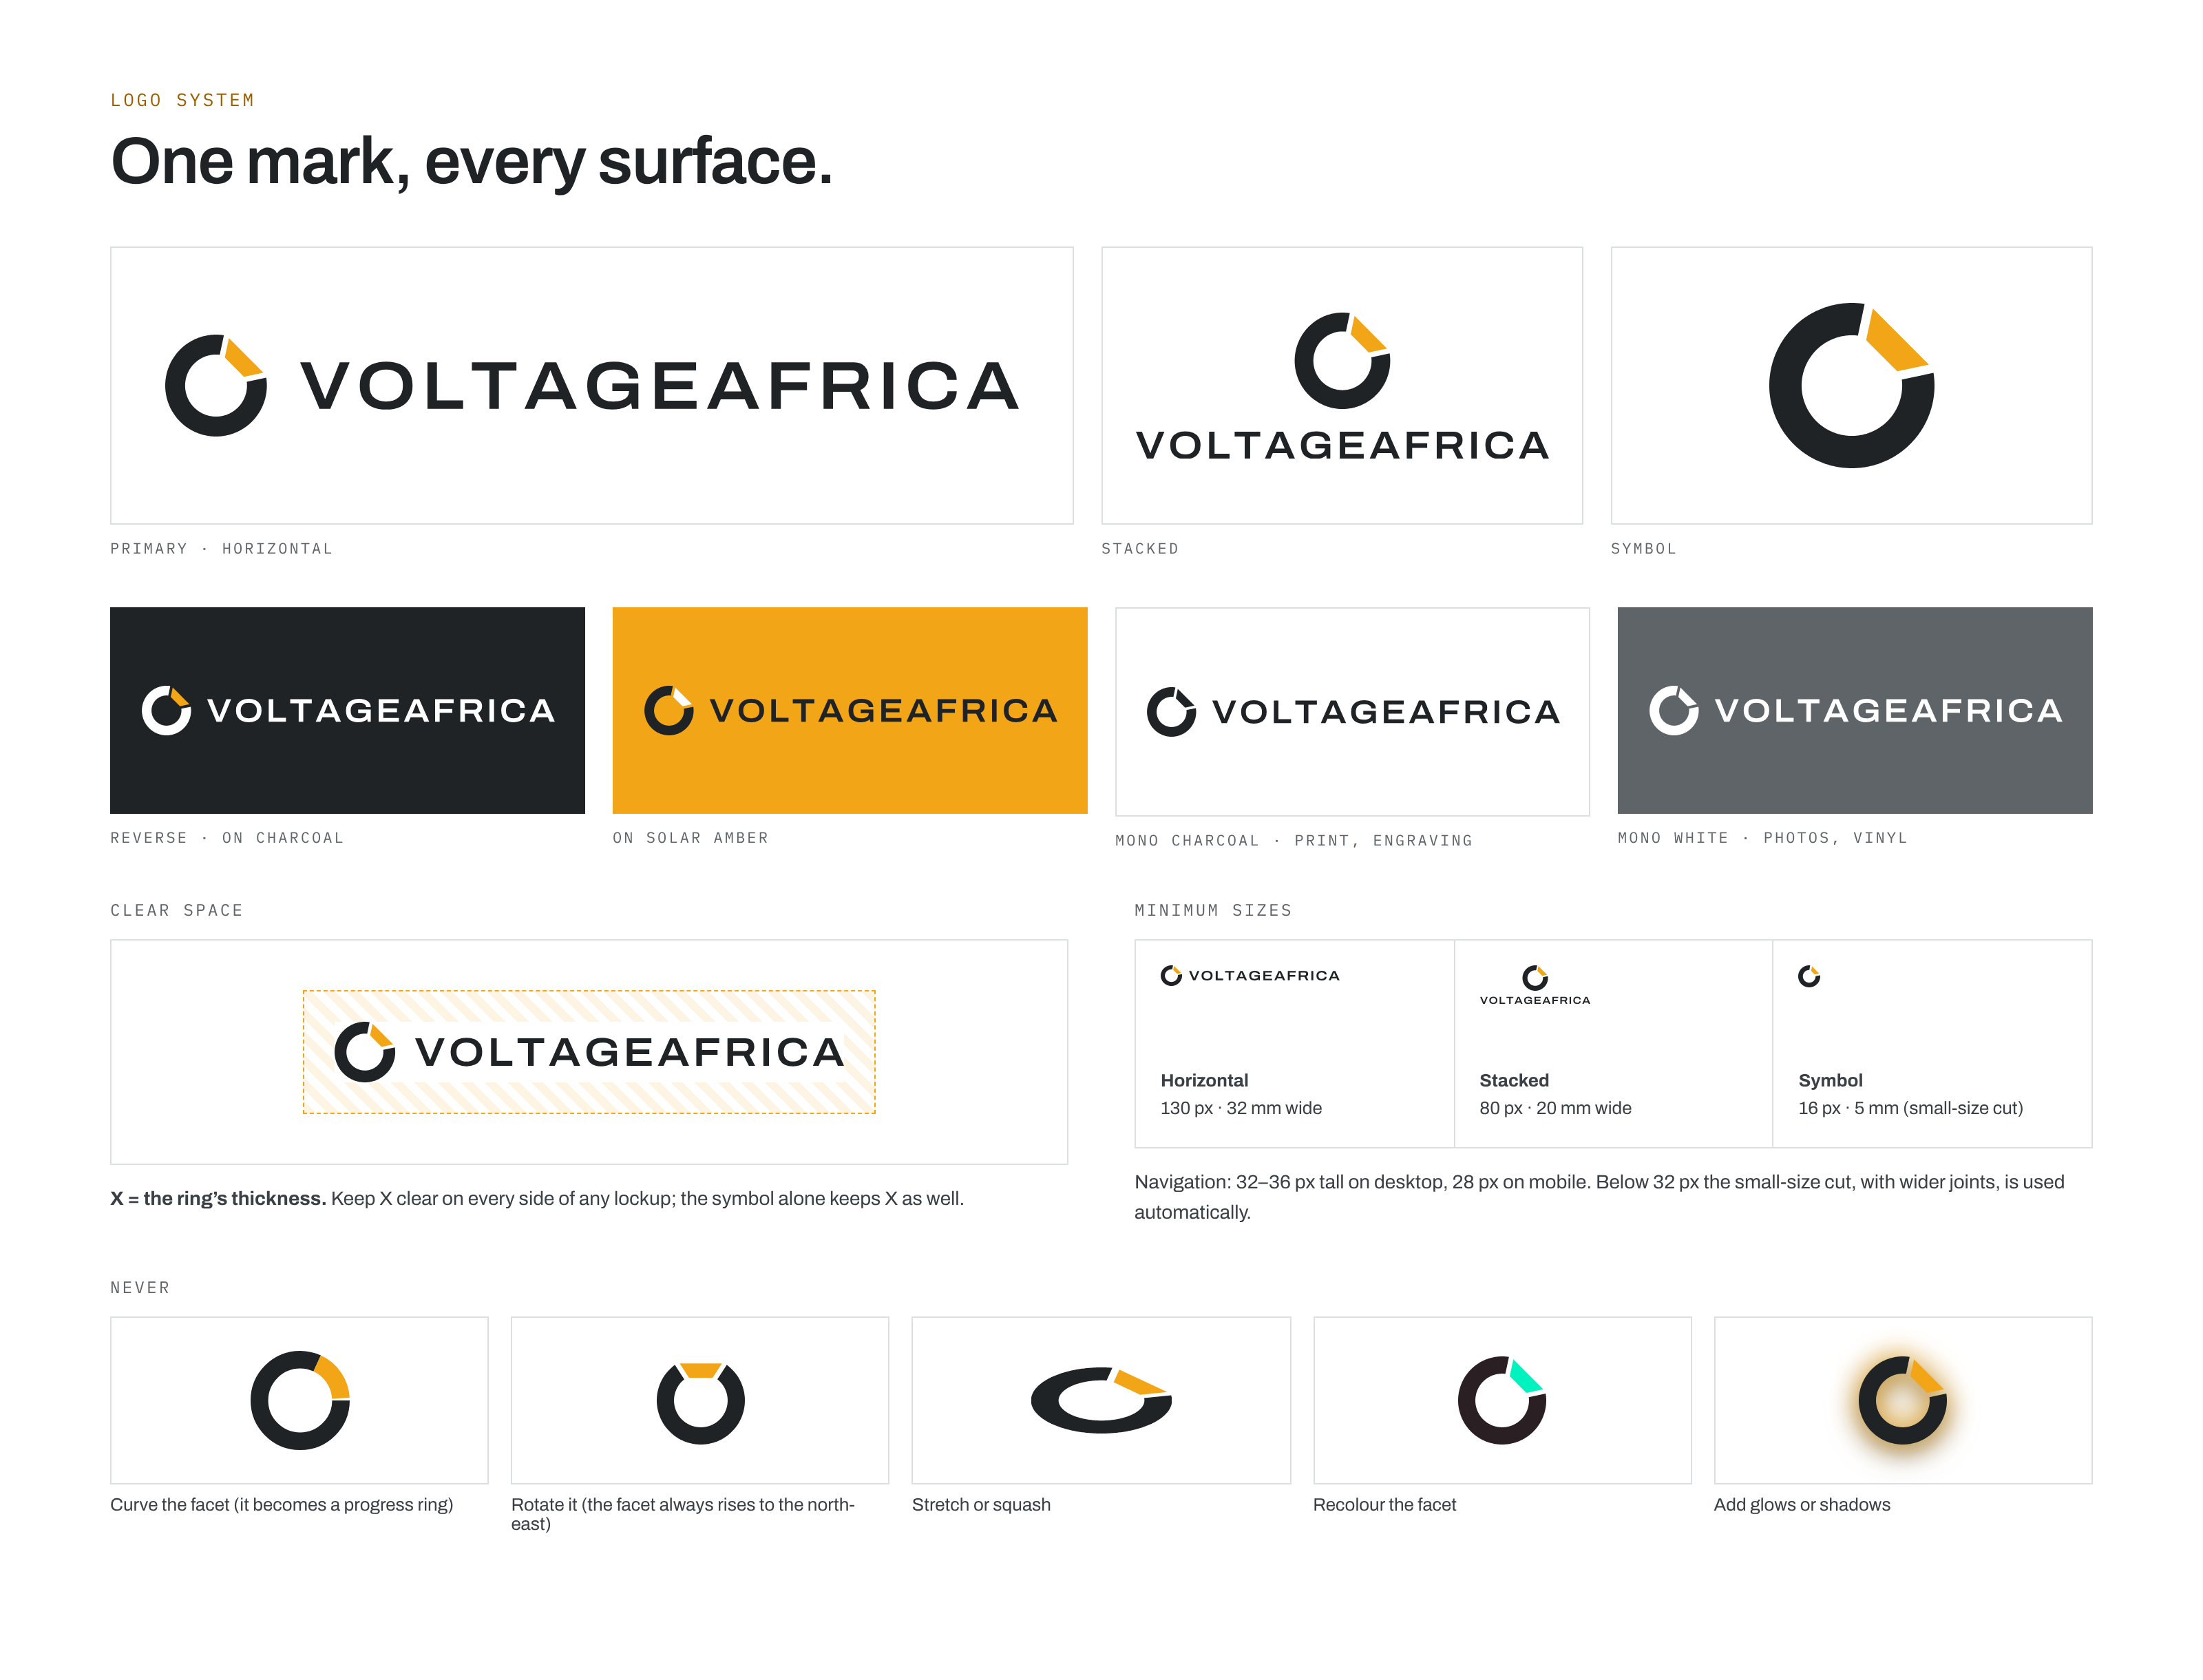 LOGO SYSTEM
One mark, every surface.
VOLTAGEAFRICA
VOLTAGEAFRICA
PRIMARY · HORIZONTAL
STACKED
SYMBOL
VOLTAGEAFRICA
VOLTAGEAFRICA
VOLTAGEAFRICA
VOLTAGEAFRICA
REVERSE · ON CHARCOAL
ON SOLAR AMBER
MONO CHARCOAL · PRINT, ENGRAVING
MONO WHITE · PHOTOS, VINYL
CLEAR SPACE
VOLTAGEAFRICA
X = the ring’s thickness. Keep X clear on every side of any lockup; the symbol alone keeps X as well.
MINIMUM SIZES
VOLTAGEAFRICA
VOLTAGEAFRICA
Horizontal
130 px · 32 mm wide
Stacked
80 px · 20 mm wide
Symbol
16 px · 5 mm (small-size cut)
Navigation: 32–36 px tall on desktop, 28 px on mobile. Below 32 px the small-size cut, with wider joints, is used
automatically.
NEVER
Curve the facet (it becomes a progress ring)
Rotate it (the facet always rises to the north-
east)
Stretch or squash
Recolour the facet
Add glows or shadows